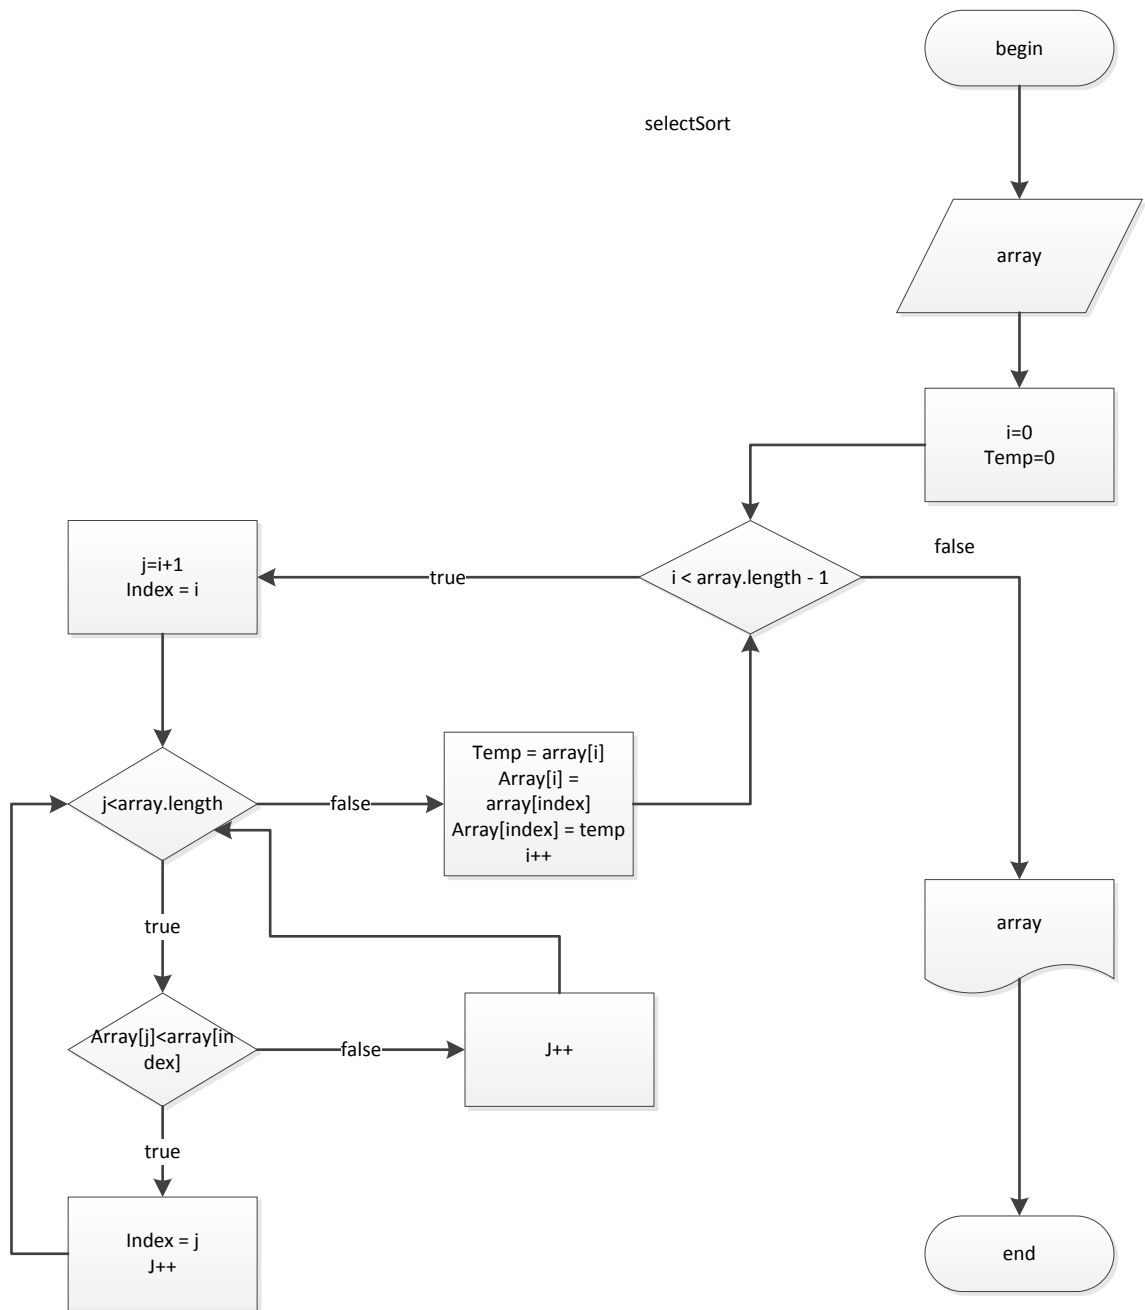 begin
selectSort
array
i=0
Temp=0
false
i < array.length - 1
true
j=i+1
Index = i
j<array.length
false
Temp = array[i]
Array[i] =
array[index]
Array[index] = temp
i++
true
array
Array[j]<array[in
dex]
false
J++
true
Index = j
J++
end